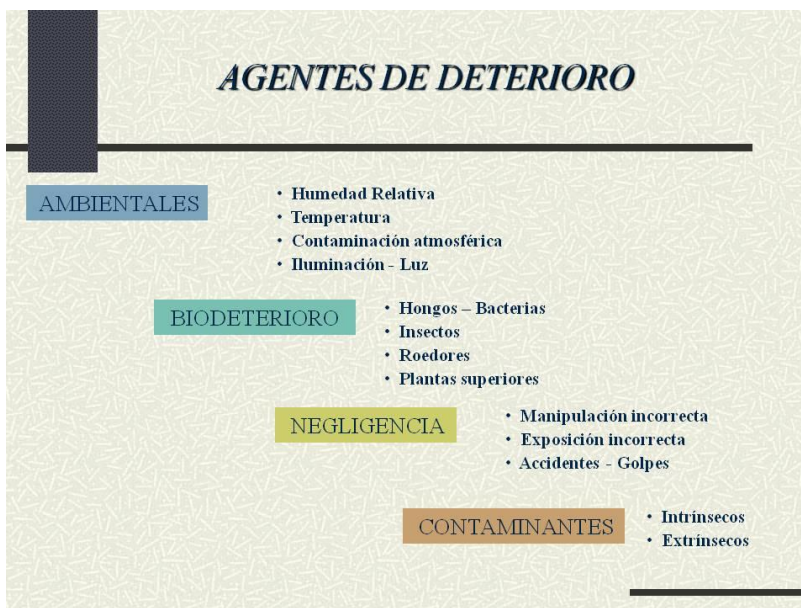 AGENTES DE DETERIORO
AMBIENTALES
• Humedad Relativa
• Temperatura
• Contaminación atmosférica
• Iluminación - Luz
BIODETERIORO
• Hongos – Bacterias
• Insectos
• Roedores
• Plantas superiores
NEGLIGENCIA
• Manipulación incorrecta
• Exposición incorrecta
• Accidentes - Golpes
CONTAMINANTES
• Intrínsecos
• Extrínsecos